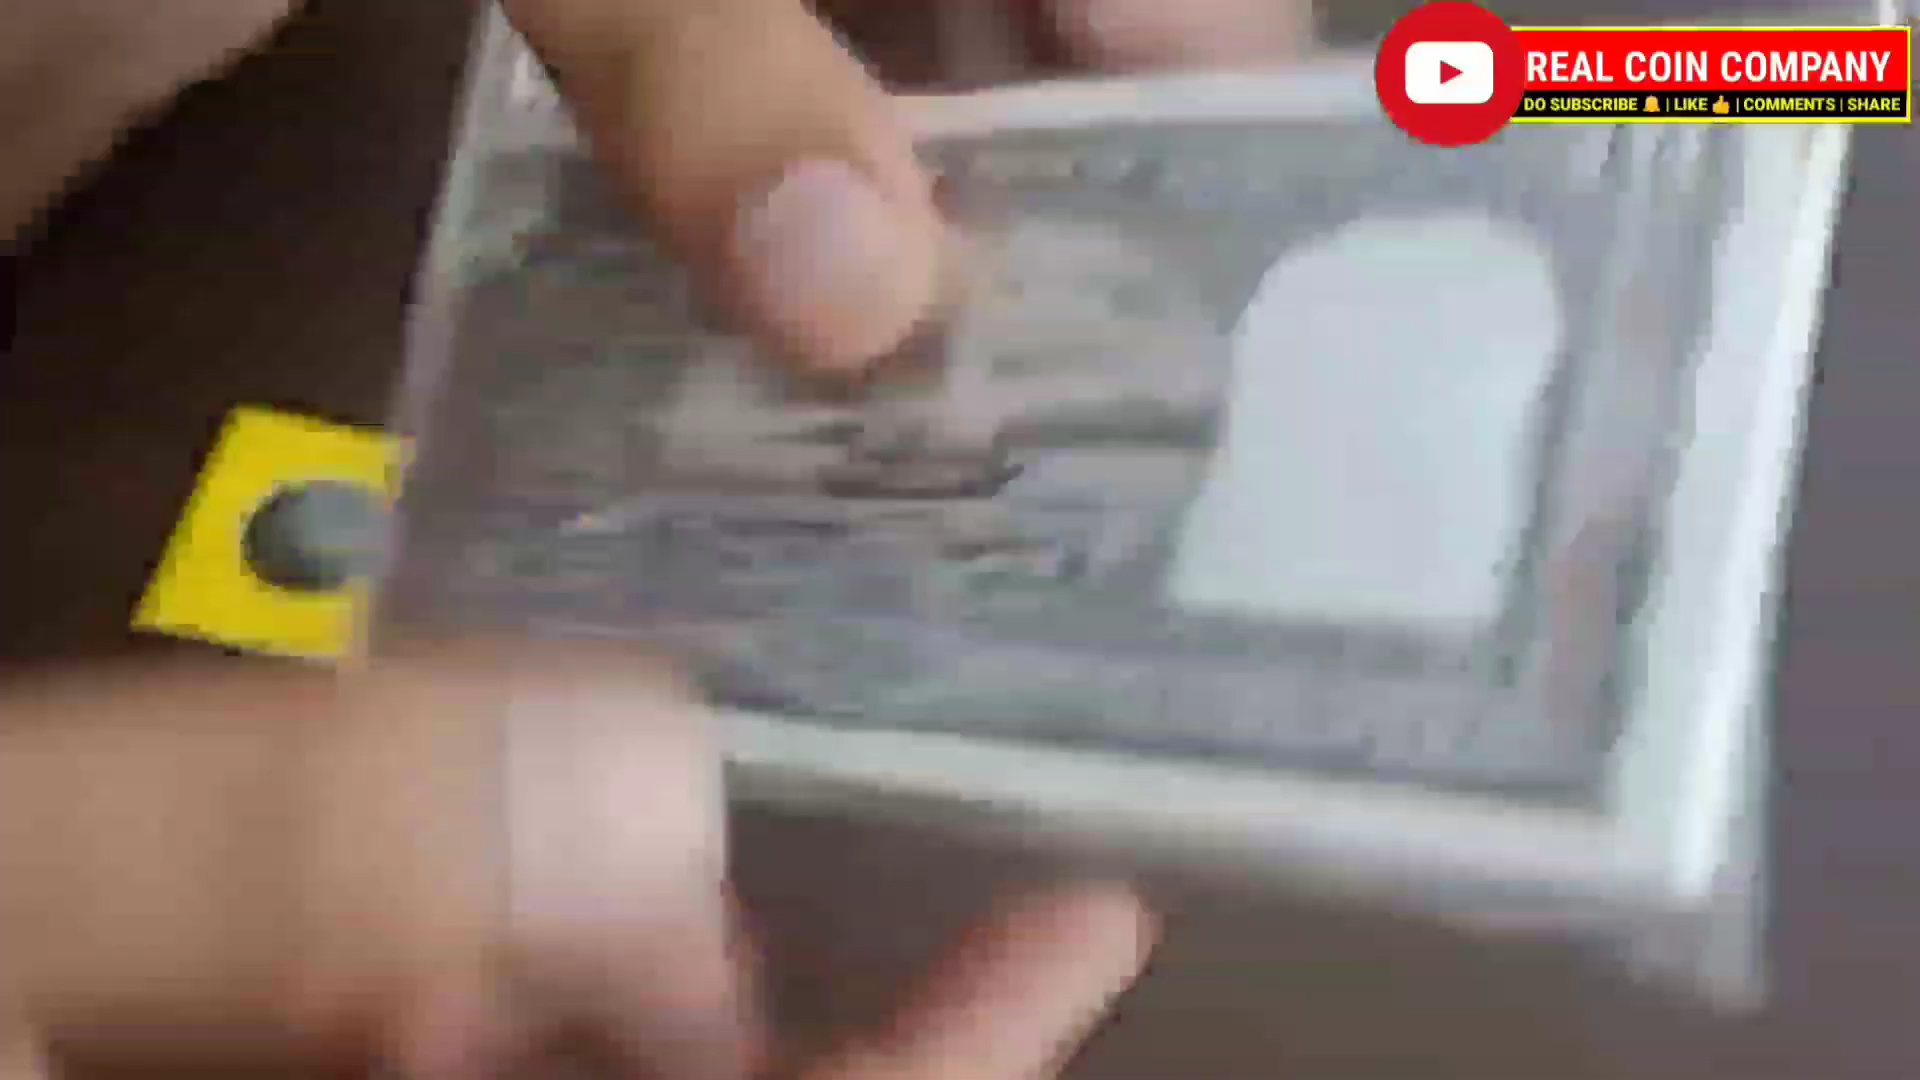 REAL COIN COMPANY
DO SUBSCRIBE 🔔 | LIKE 👍 | COMMENTS | SHARE